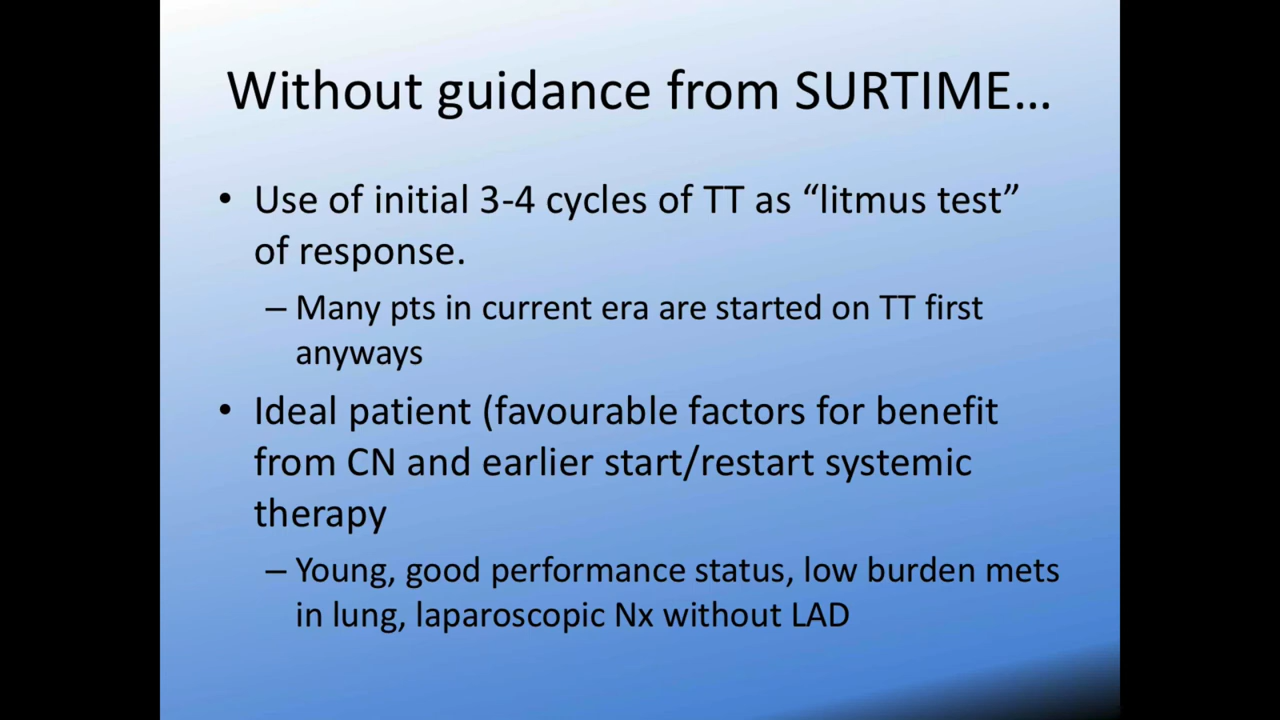 Without guidance from SURTIME…
• Use of initial 3-4 cycles of TT as “litmus test”
of response.
– Many pts in current era are started on TT first
anyways
• Ideal patient (favourable factors for benefit
from CN and earlier start/restart systemic
therapy
– Young, good performance status, low burden mets
in lung, laparoscopic Nx without LAD